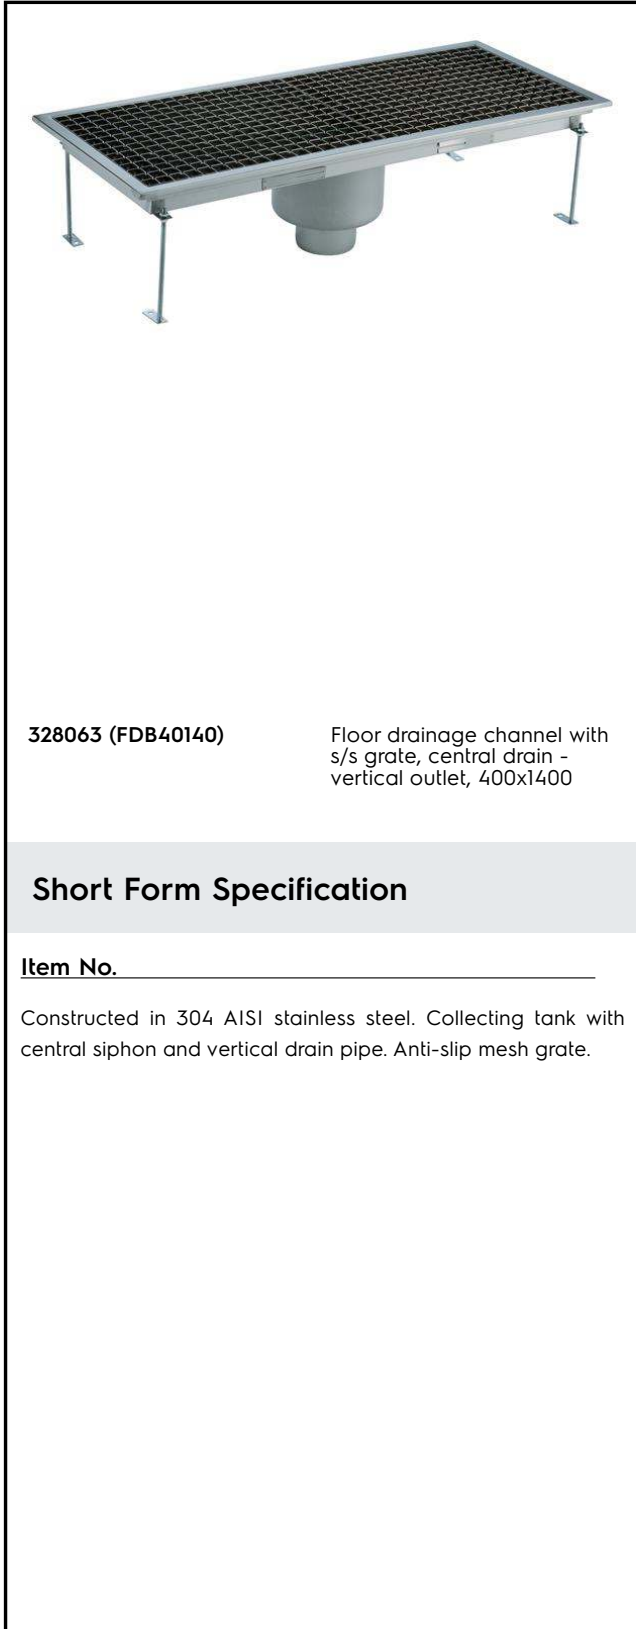 328063 (FDB40140)
Floor drainage channel with
s/s grate, central drain -
vertical outlet, 400x1400
Short Form Specification
Item No.
Constructed in 304 AISI stainless steel. Collecting tank with
central siphon and vertical drain pipe. Anti-slip mesh grate.